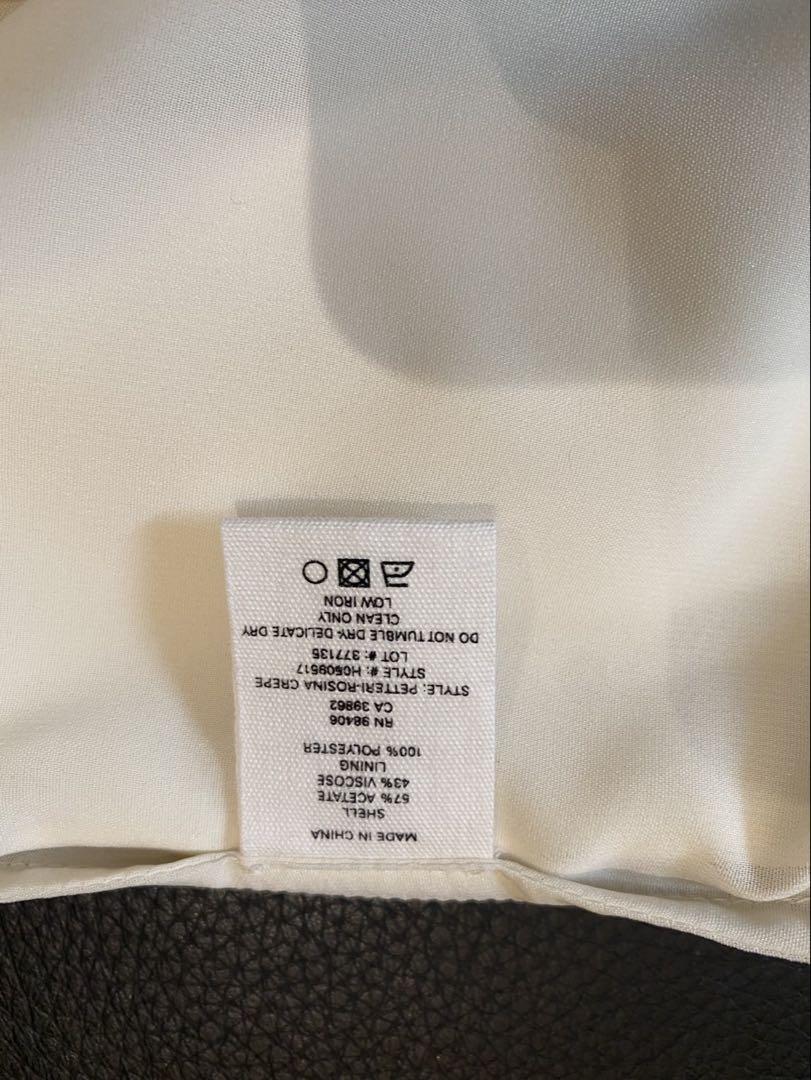 MADE IN CHINA
SHELL
57% ACETATE
43% VISCOSE
LINING
100% POLYESTER
RN 98406
CA 39862
STYLE: PETTERI-ROSINA CREPE
STYLE #: H0509517
LOT #: 377135
DO NOT TUMBLE DRY- DELICATE DRY
CLEAN ONLY
LOW IRON